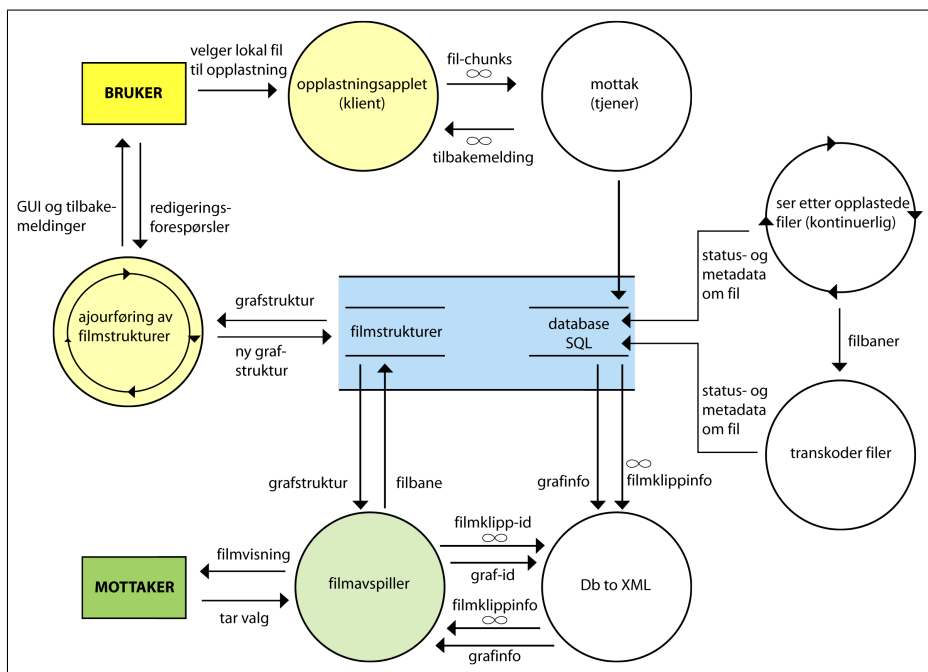 velger lokal fil
til opplastning
BRUKER
opplastningsapplet
(klient)
fil-chunks
∞
∞
tilbakemelding
mottak
(tjener)
ser etter opplastede
filer (kontinuerlig)
GUI og tilbake-
meldinger
redigerings-
forespørsler
status- og
metadata
om fil
filbaner
ajourføring av
filmstrukturer
grafstruktur
ny graf-
struktur
filmstrukturer
database
SQL
status- og
metadata
om fil
transkoder filer
grafstruktur
filbane
grafinfo
∞
filmklippinfo
MOTTAKER
filmvisning
tar valg
filmavspiller
filmklipp-id
∞
graf-id
filmklippinfo
∞
grafinfo
Db to XML